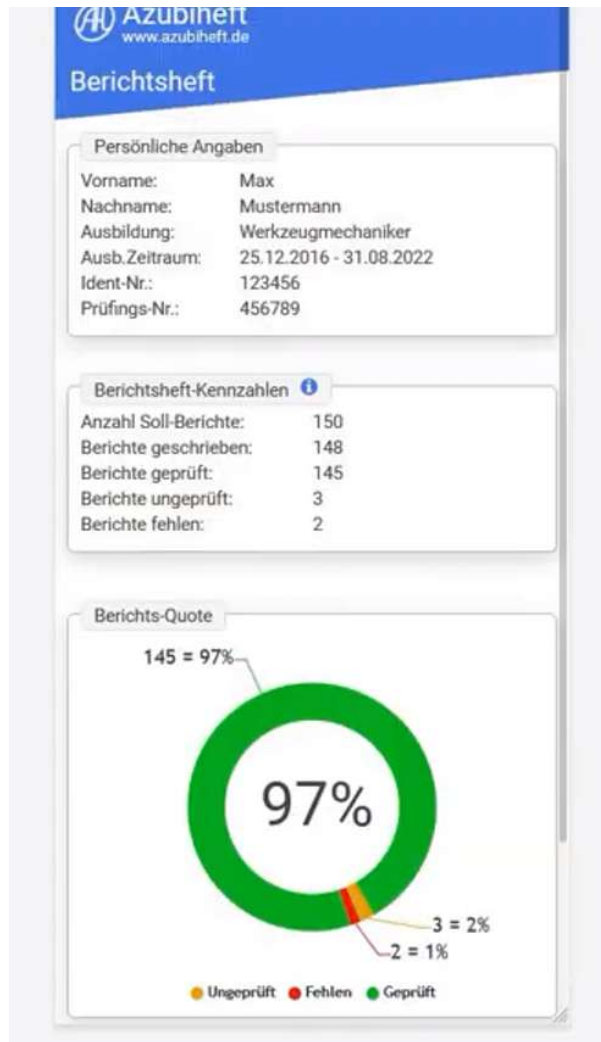 AH Azubiheft
www.azubiheft.de
Berichtsheft
Persönliche Angaben
Vorname: Max
Nachname: Mustermann
Ausbildung: Werkzeugmechaniker
Ausb.Zeitraum: 25.12.2016 - 31.08.2022
Ident-Nr.: 123456
Prüfings-Nr.: 456789
Berichtsheft-Kennzahlen i
Anzahl Soll-Berichte: 150
Berichte geschrieben: 148
Berichte geprüft: 145
Berichte ungeprüft: 3
Berichte fehlen: 2
Berichts-Quote
145 = 97%
97%
3 = 2%
2 = 1%
Ungeprüft Fehlen Geprüft